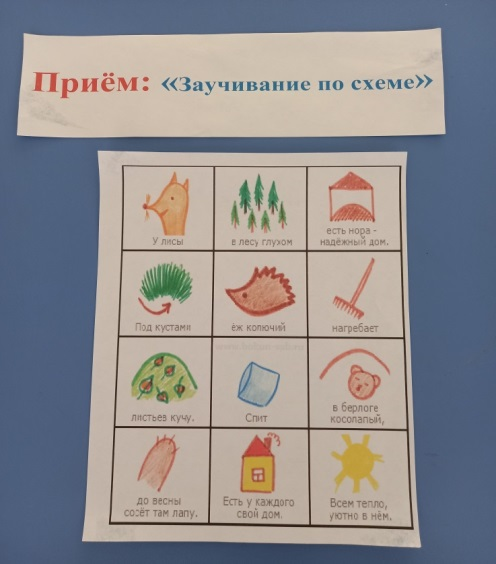 Приём: «Заучивание по схеме»
У лисы
в лесу глухом
есть нора -
надёжный дом.
Под кустами
ёж колючий
нагребает
листьев кучу.
Спит
в берлоге
косолапый,
до весны
сосёт там лапу.
Есть у каждого
свой дом.
Всем тепло,
уютно в нём.